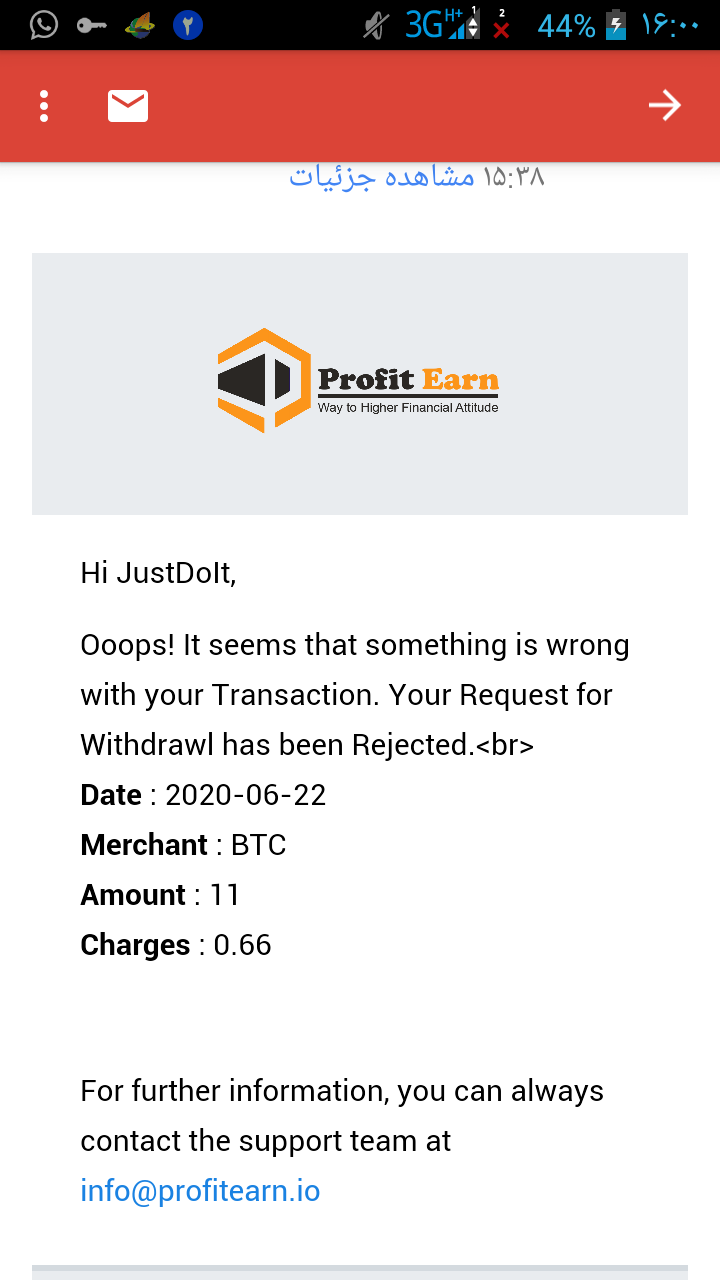 ۲ 3G H+ 1 2 44% ۱۶:۰۰
۱۵:۳۸ مشاهده جزئیات
Profit Earn
Way to Higher Financial Attitude
Hi JustDoIt,
Ooops! It seems that something is wrong
with your Transaction. Your Request for
Withdrawl has been Rejected.<br>
Date : 2020-06-22
Merchant : BTC
Amount : 11
Charges : 0.66
For further information, you can always
contact the support team at
info@profitearn.io